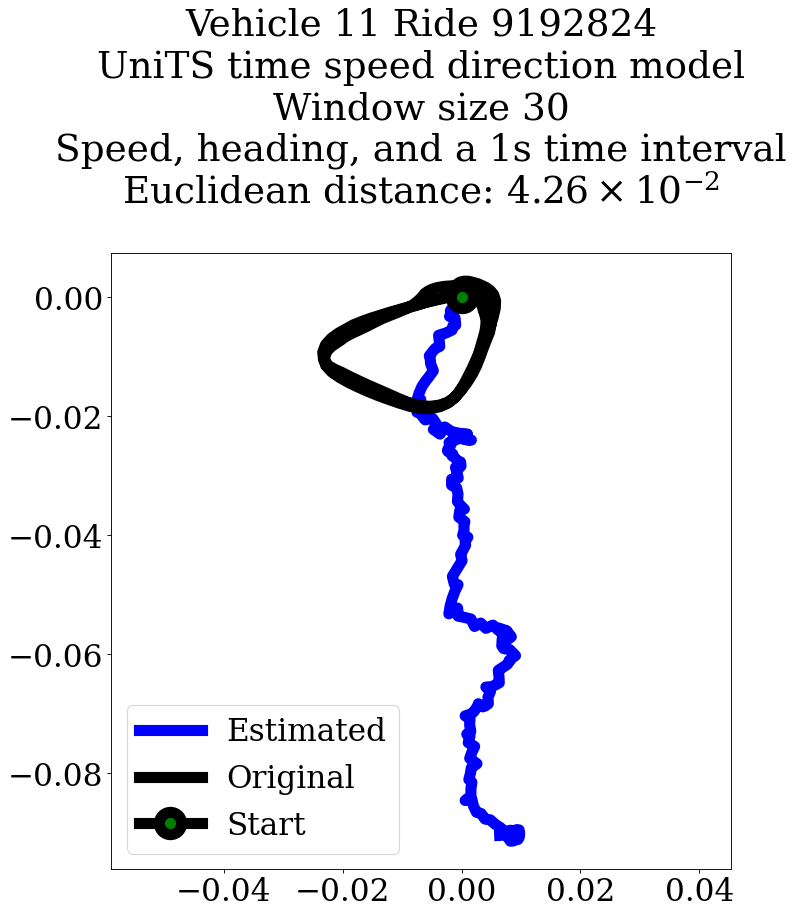 Vehicle 11 Ride 9192824
UniTS time speed direction model
Window size 30
Speed, heading, and a 1s time interval
Euclidean distance: 4.26 × 10⁻²
0.00
−0.02
−0.04
−0.06
−0.08
Estimated
Original
Start
−0.04 −0.02 0.00 0.02 0.04